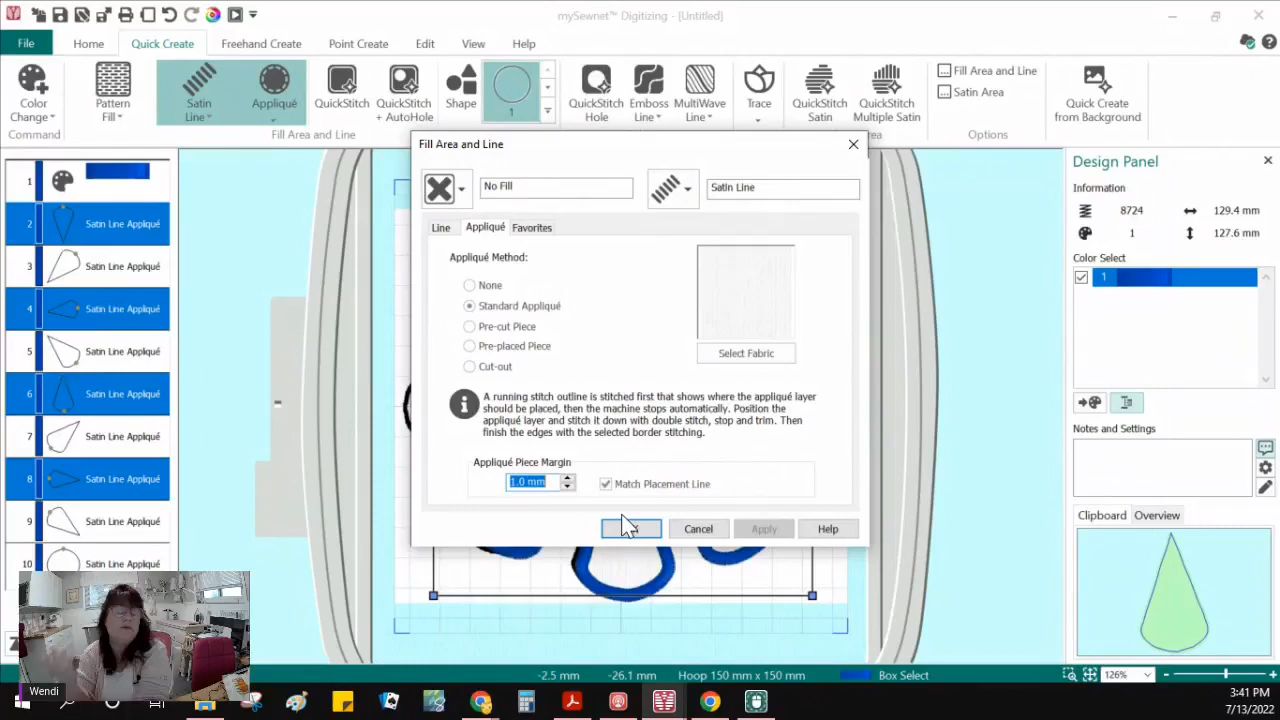 mySewnet™ Digitizing - [Untitled]
File Home Quick Create Freehand Creation Point Create Edit View Help
Color Change
Pattern Fill
Satin Line
Appliqué
QuickStitch
QuickStitch + AutoHole
Shape
1
QuickStitch Hole
Emboss Line
MultiWave Line
Trace
QuickStitch Satin
QuickStitch Multiple Satin
Fill Area and Line
Satin Area
Quick Create from Background
Command
Fill Area and Line
Options
1
2 Satin Line Appliqué
3 Satin Line Appliqué
4 Satin Line Appliqué
5 Satin Line Appliqué
6 Satin Line Appliqué
7 Satin Line Appliqué
8 Satin Line Appliqué
9 Satin Line Appliqué
10 Satin Line Appliqué
Fill Area and Line
No Fill
Satin Line
Line Appliqué Favorites
Appliqué Method:
None
Standard Appliqué
Pre-cut Piece
Pre-placed Piece
Cut-out
Select Fabric
A running stitch outline is stitched first that shows where the appliqué layer
should be placed, then the machine stops automatically. Position the
appliqué layer and stitch it down with double stitch, stop and trim. Then
finish the edges with the selected border stitching.
Appliqué Piece Margin
1.0 mm
Match Placement Line
Cancel Apply Help
Design Panel
Information
8724 129.4 mm
1 127.6 mm
Color Select
1
Notes and Settings
Clipboard Overview
-2.5 mm -26.1 mm Hoop 150 mm x 150 mm Box Select 126%
Wendi
3:41 PM
7/13/2022